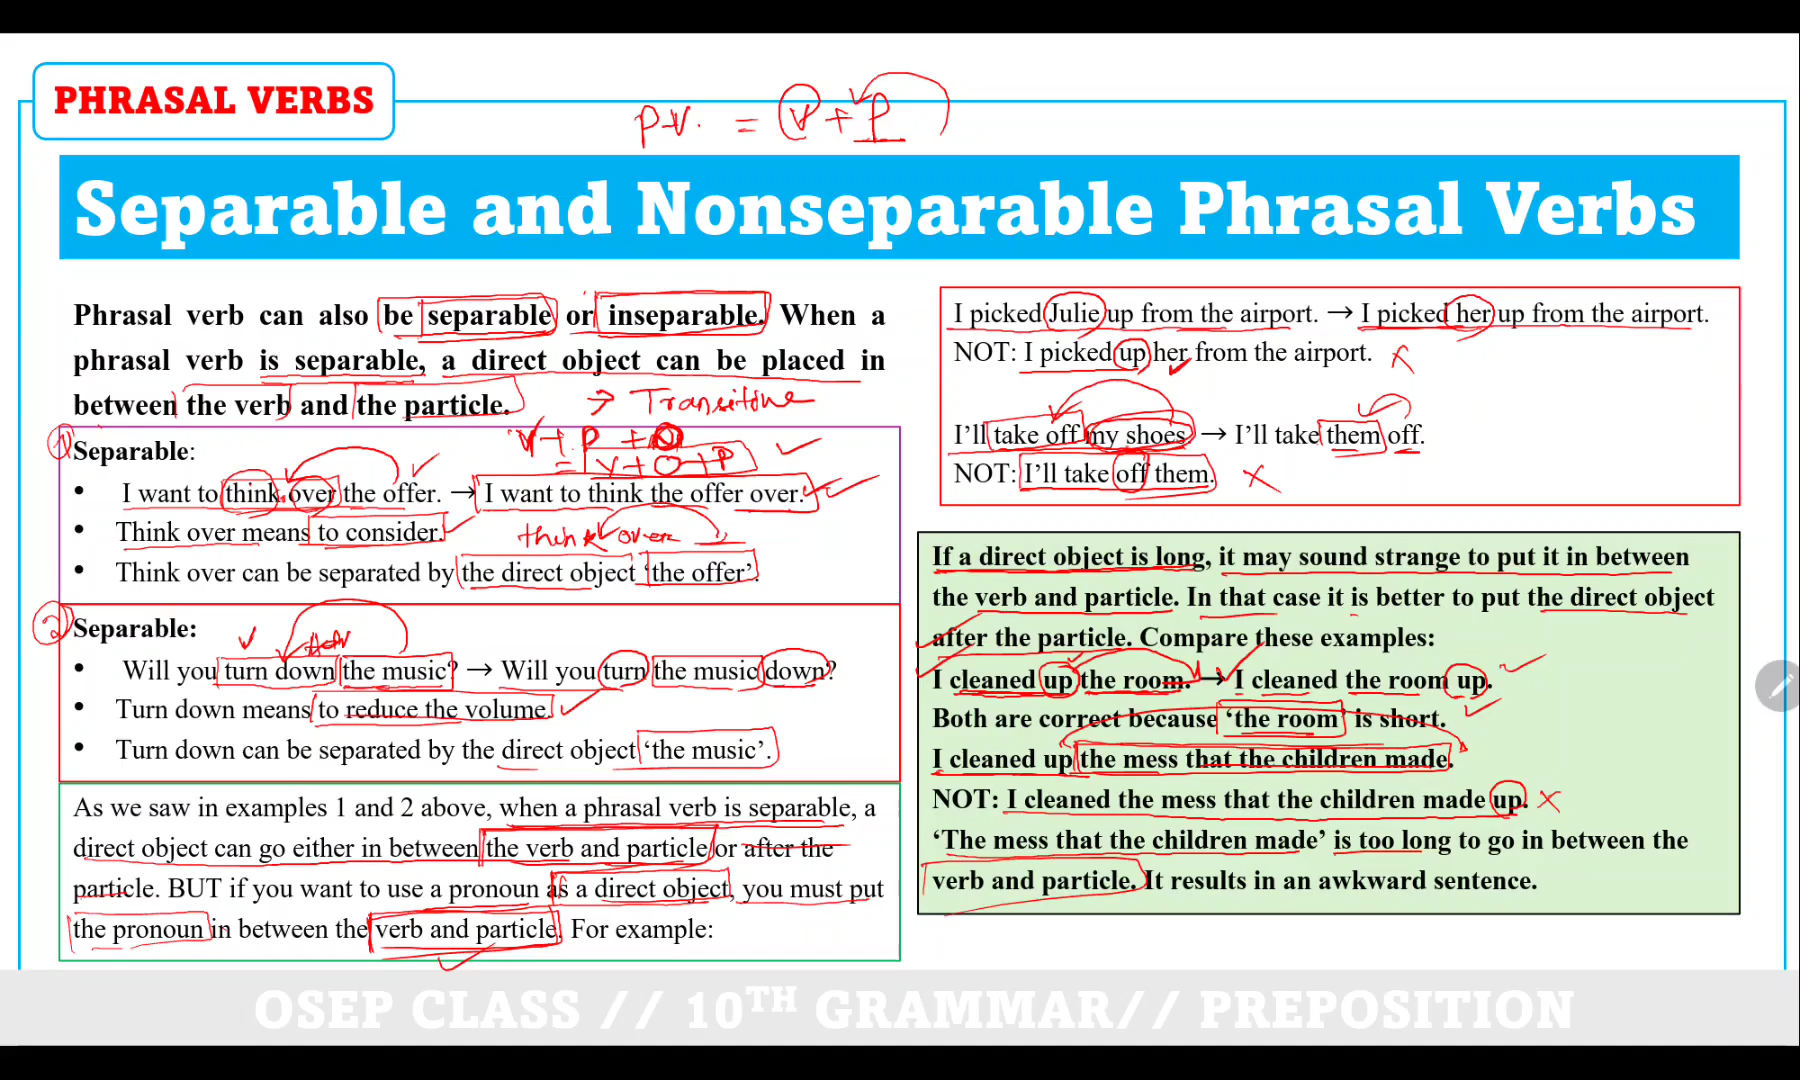 PHRASAL VERBS
P.V. = V + P
Separable and Nonseparable Phrasal Verbs
Phrasal verb can also be separable or inseparable. When a
phrasal verb is separable, a direct object can be placed in
between the verb and the particle.
→ Transitive
V + P + O
= V + O + P
1 Separable:
• I want to think over the offer. → I want to think the offer over.
• Think over means to consider.
think over
• Think over can be separated by the direct object ‘the offer’.
2 Separable:
• Will you turn down the music? → Will you turn the music down?
• Turn down means to reduce the volume.
• Turn down can be separated by the direct object ‘the music’.
As we saw in examples 1 and 2 above, when a phrasal verb is separable, a
direct object can go either in between the verb and particle or after the
particle. BUT if you want to use a pronoun as a direct object, you must put
the pronoun in between the verb and particle. For example:
I picked Julie up from the airport. → I picked her up from the airport.
NOT: I picked up her from the airport.
I’ll take off my shoes. → I’ll take them off.
NOT: I’ll take off them.
If a direct object is long, it may sound strange to put it in between
the verb and particle. In that case it is better to put the direct object
after the particle. Compare these examples:
I cleaned up the room. → I cleaned the room up.
Both are correct because ‘the room’ is short.
I cleaned up the mess that the children made.
NOT: I cleaned the mess that the children made up.
‘The mess that the children made’ is too long to go in between the
verb and particle. It results in an awkward sentence.
OSEP CLASS // 10TH GRAMMAR// PREPOSITION